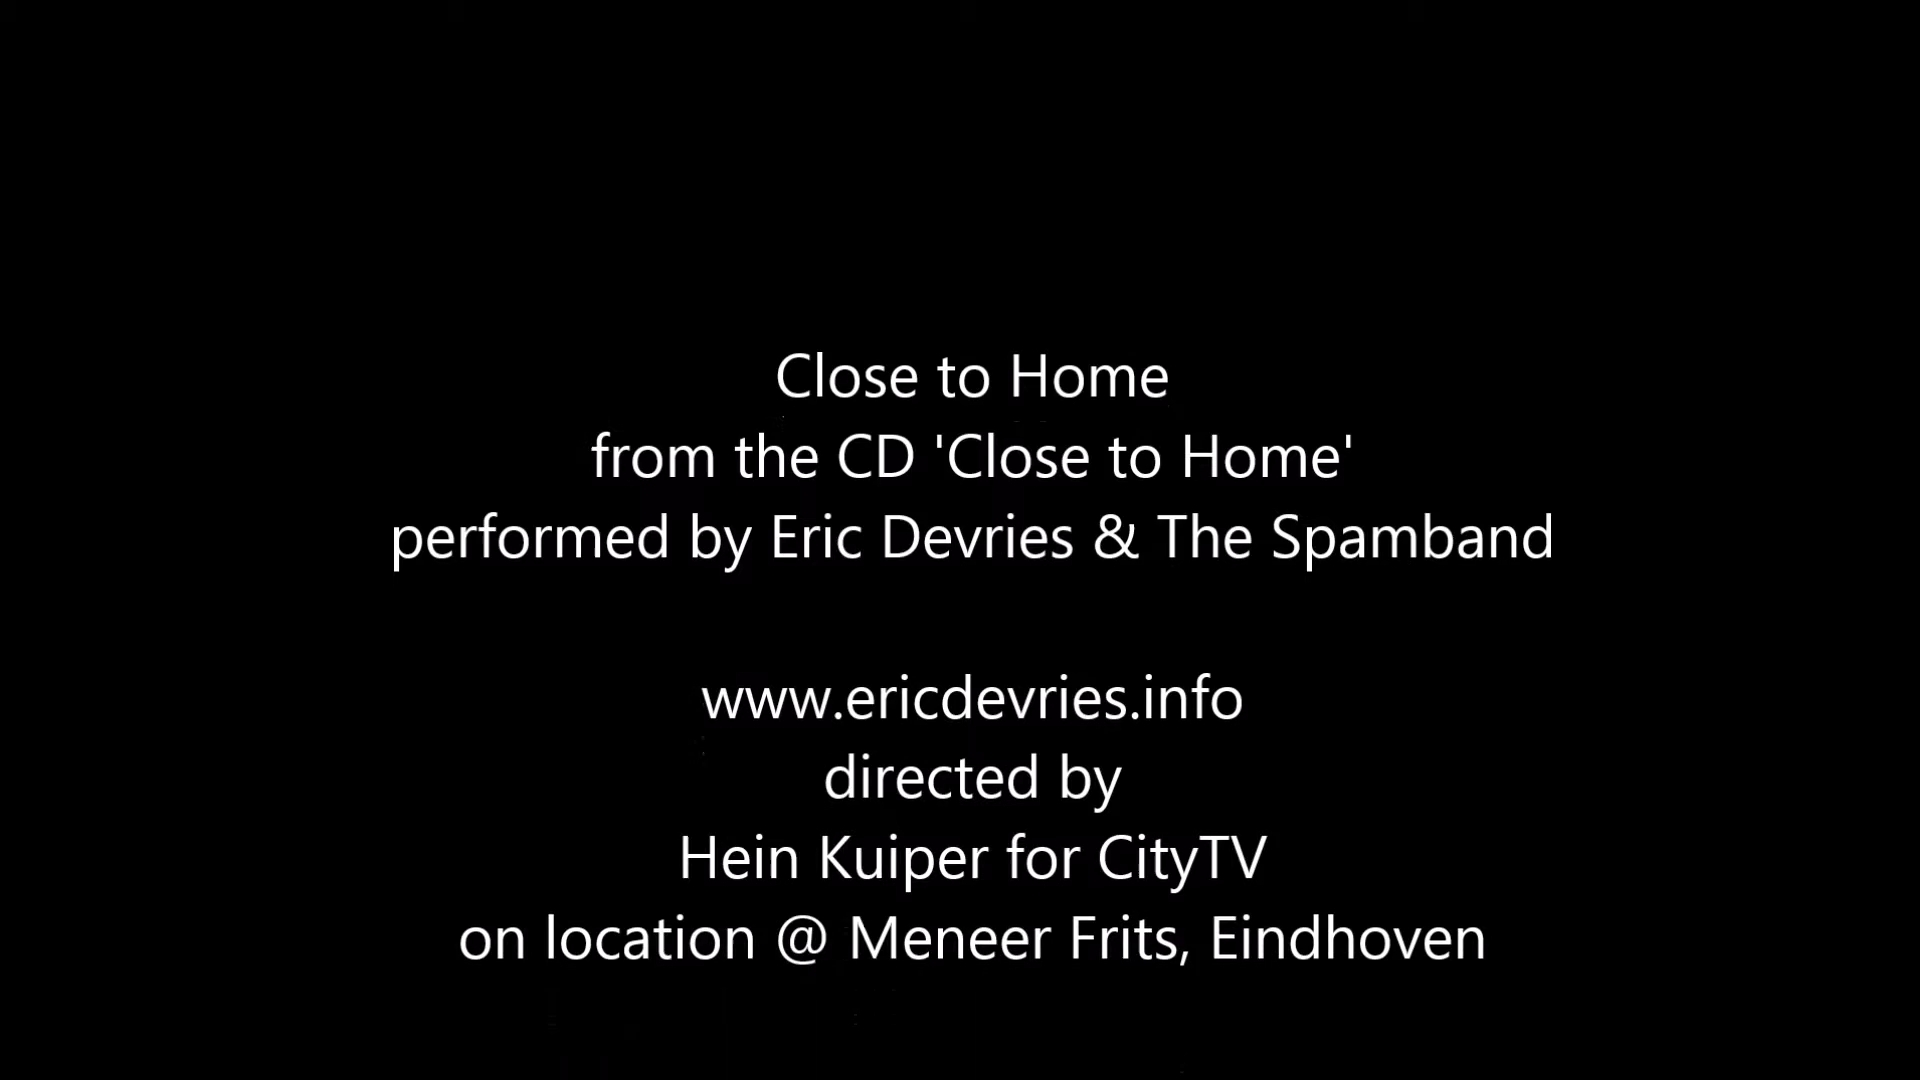 Close to Home
from the CD 'Close to Home'
performed by Eric Devries & The Spamband
www.ericdevries.info
directed by
Hein Kuiper for CityTV
on location @ Meneer Frits, Eindhoven